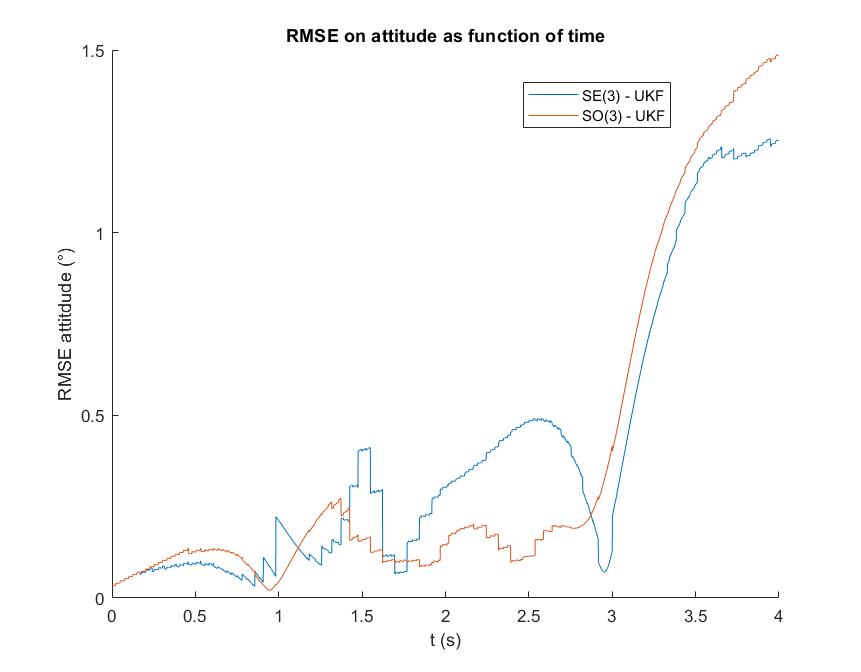 RMSE on attitude as function of time
1.5
SE(3) - UKF
SO(3) - UKF
1
RMSE attitdude (°)
0.5
0
0 0.5 1 1.5 2 2.5 3 3.5 4
t (s)